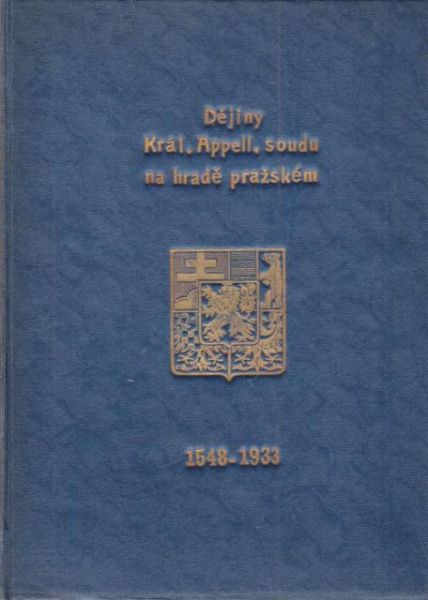 Dějiny
Král. Appell. soudu
na hradě pražském
1548-1933